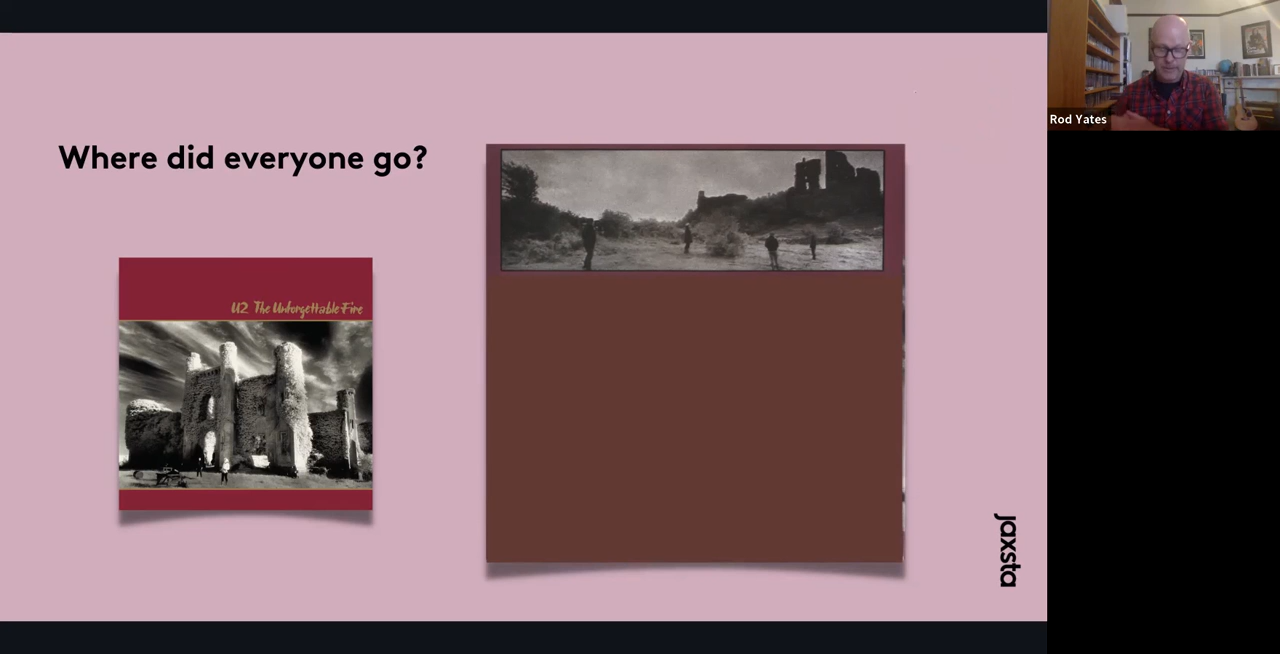 Where did everyone go?
U2 The Unforgettable Fire
Rod Yates
jaxsta